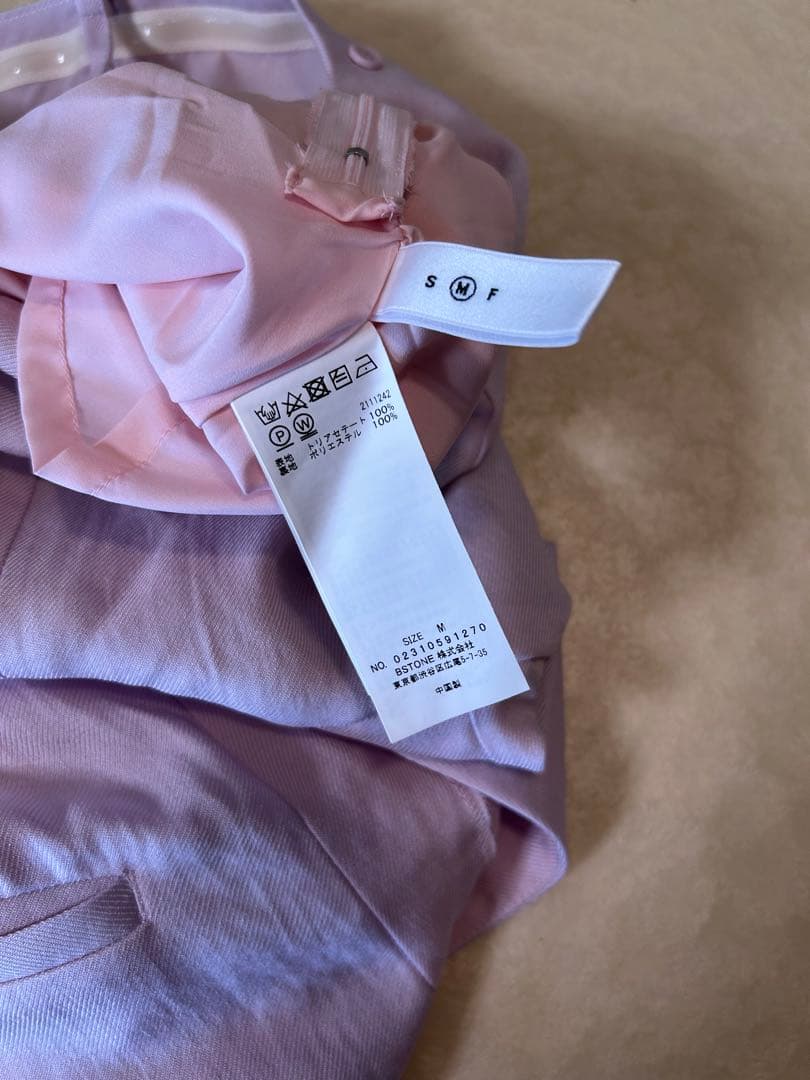 S M F
2111242
表地 トリアセテート 100%
裏地 ポリエステル 100%
P W
SIZE M
NO. 02310591270
BSTONE 株式会社
東京都渋谷区広尾5-7-35
中国製